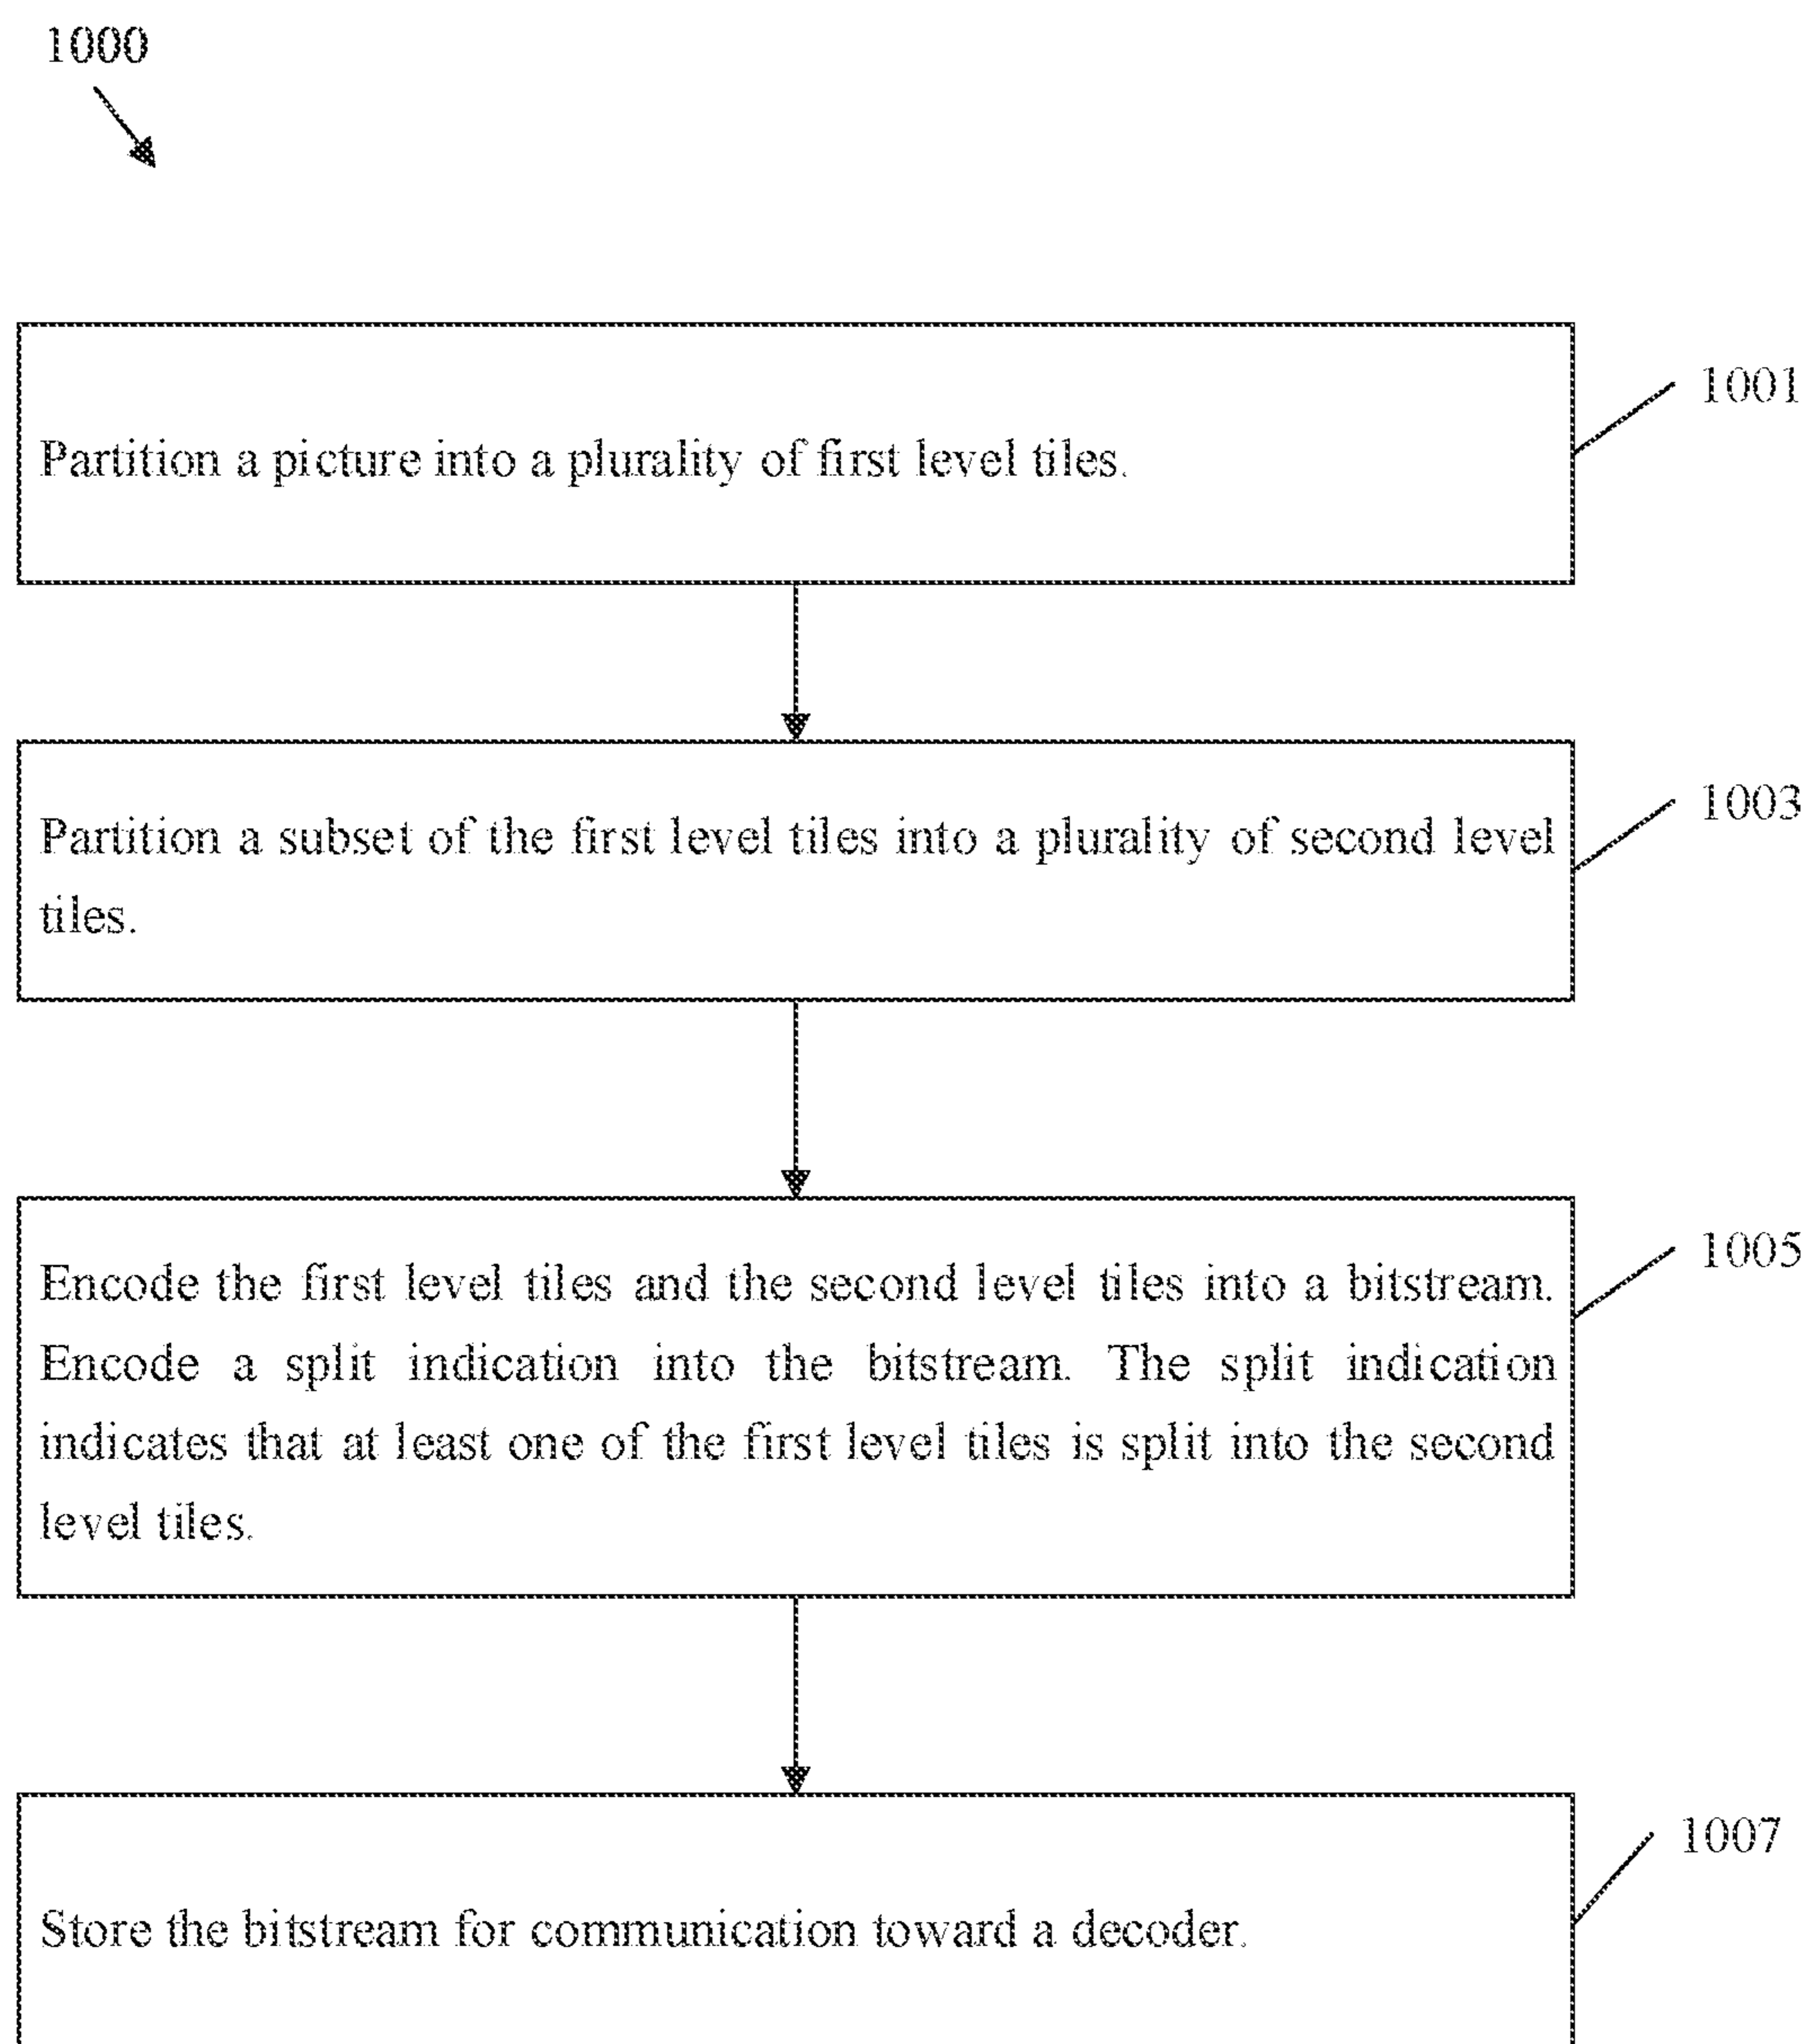 1000
Partition a picture into a plurality of first level tiles.
1001
Partition a subset of the first level tiles into a plurality of second level
tiles.
1003
Encode the first level tiles and the second level tiles into a bitstream.
Encode a split indication into the bitstream. The split indication
indicates that at least one of the first level tiles is split into the second
level tiles.
1005
Store the bitstream for communication toward a decoder.
1007